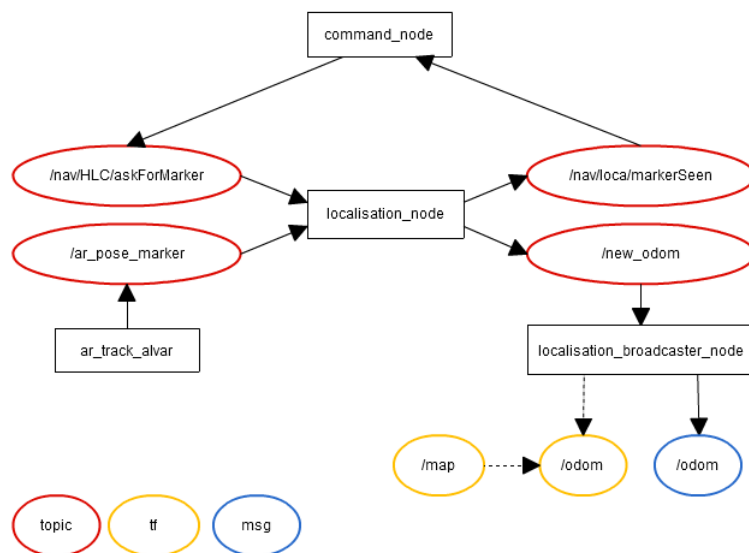 command_node
/nav/HLC/askForMarker
/nav/loca/markerSeen
localisation_node
/ar_pose_marker
/new_odom
ar_track_alvar
localisation_broadcaster_node
/map
/odom
/odom
topic
tf
msg